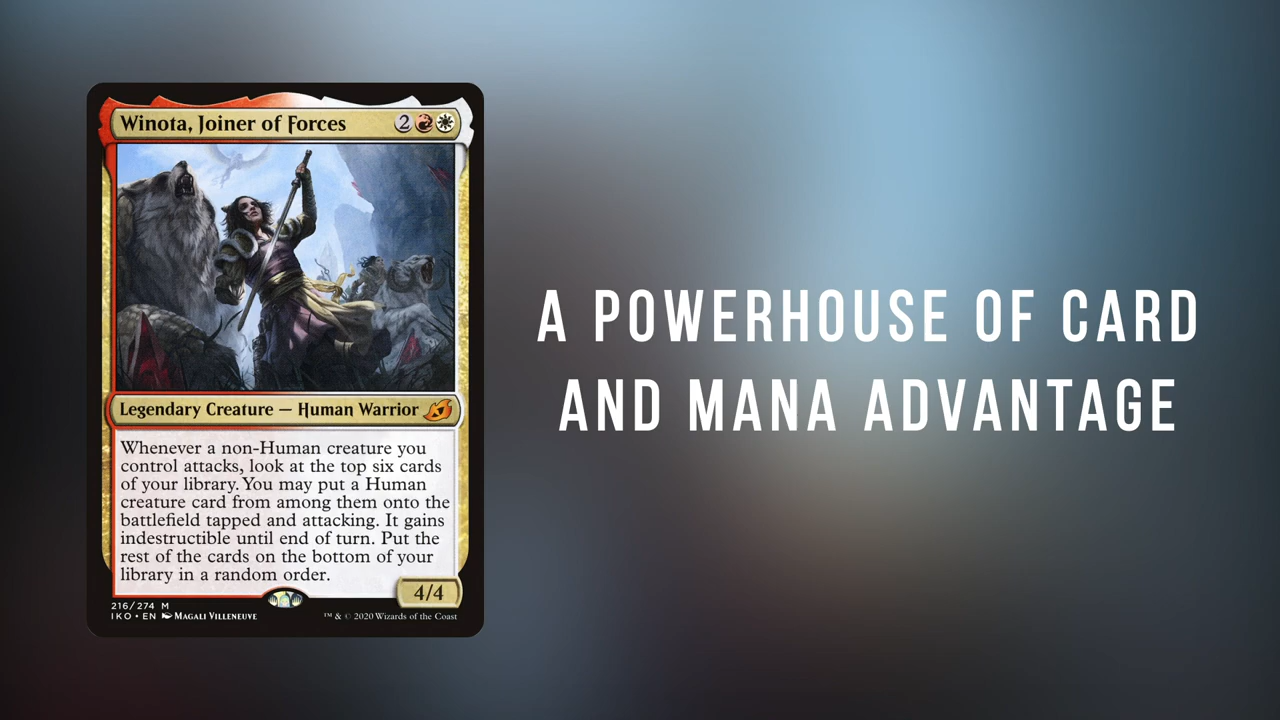 Winota, Joiner of Forces 2
Legendary Creature — Human Warrior
Whenever a non-Human creature you
control attacks, look at the top six cards
of your library. You may put a Human
creature card from among them onto the
battlefield tapped and attacking. It gains
indestructible until end of turn. Put the
rest of the cards on the bottom of your
library in a random order.
4/4
216/274 M
IKO • EN MAGALI VILLENEUVE
™ & © 2020 Wizards of the Coast
A POWERHOUSE OF CARD
AND MANA ADVANTAGE